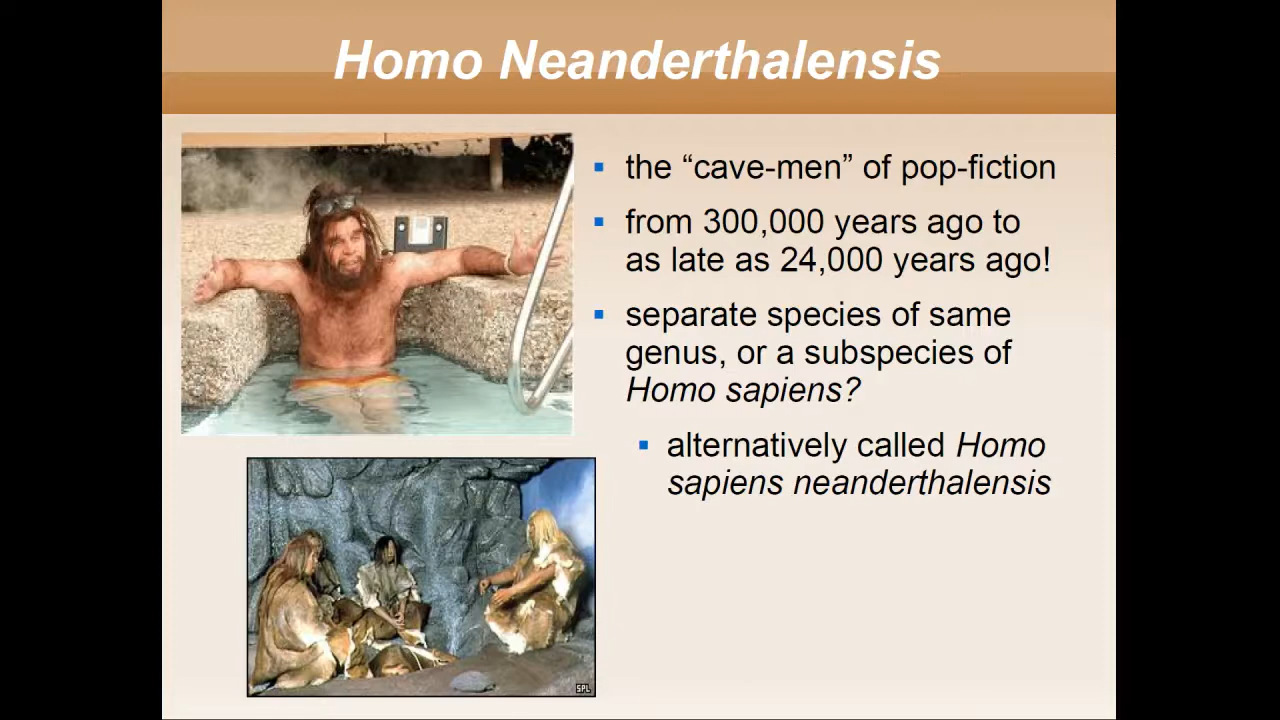 Homo Neanderthalensis
the “cave-men” of pop-fiction
from 300,000 years ago to
as late as 24,000 years ago!
separate species of same
genus, or a subspecies of
Homo sapiens?
alternatively called Homo
sapiens neanderthalensis
SPL